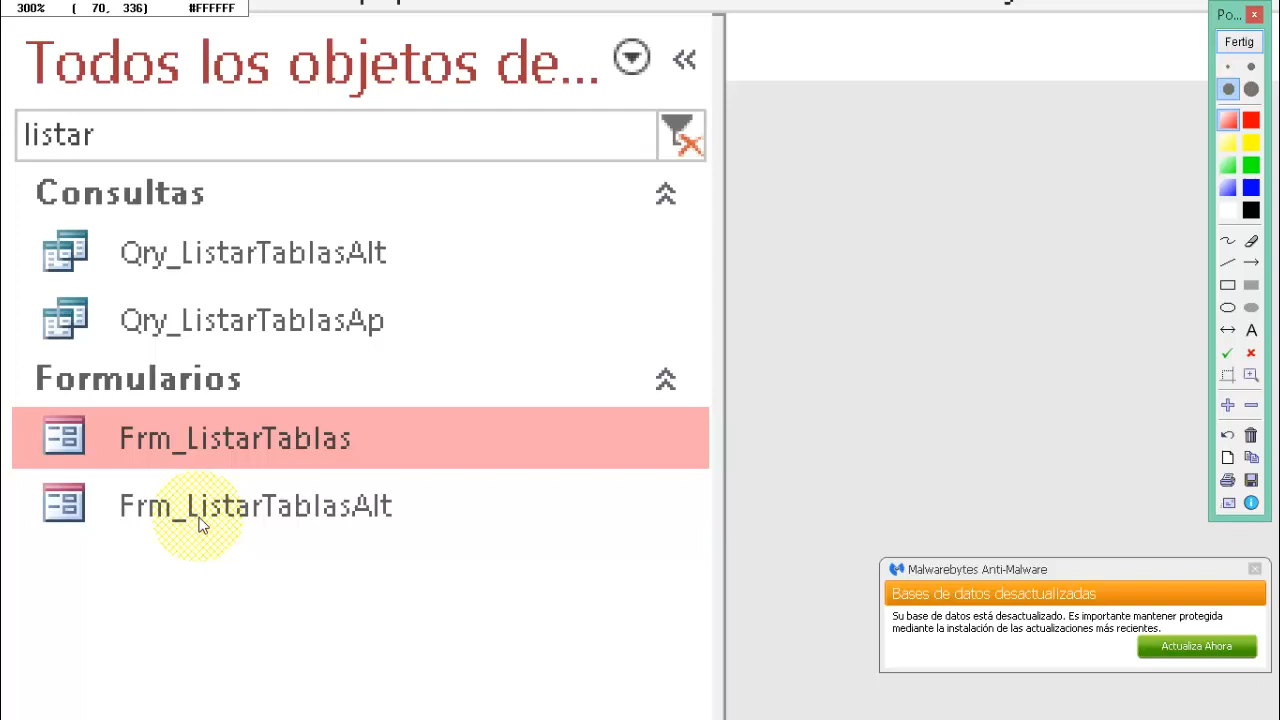 300% ( 70, 336) #FFFFFF
Todos los objetos de...
listar
Consultas
Qry_ListarTablasAlt
Qry_ListarTablasAp
Formularios
Frm_ListarTablas
Frm_ListarTablasAlt
Po...
Fertig
A
Malwarebytes Anti-Malware
Bases de datos desactualizadas
Su base de datos está desactualizado. Es importante mantener protegida
mediante la instalación de las actualizaciones más recientes.
Actualiza Ahora